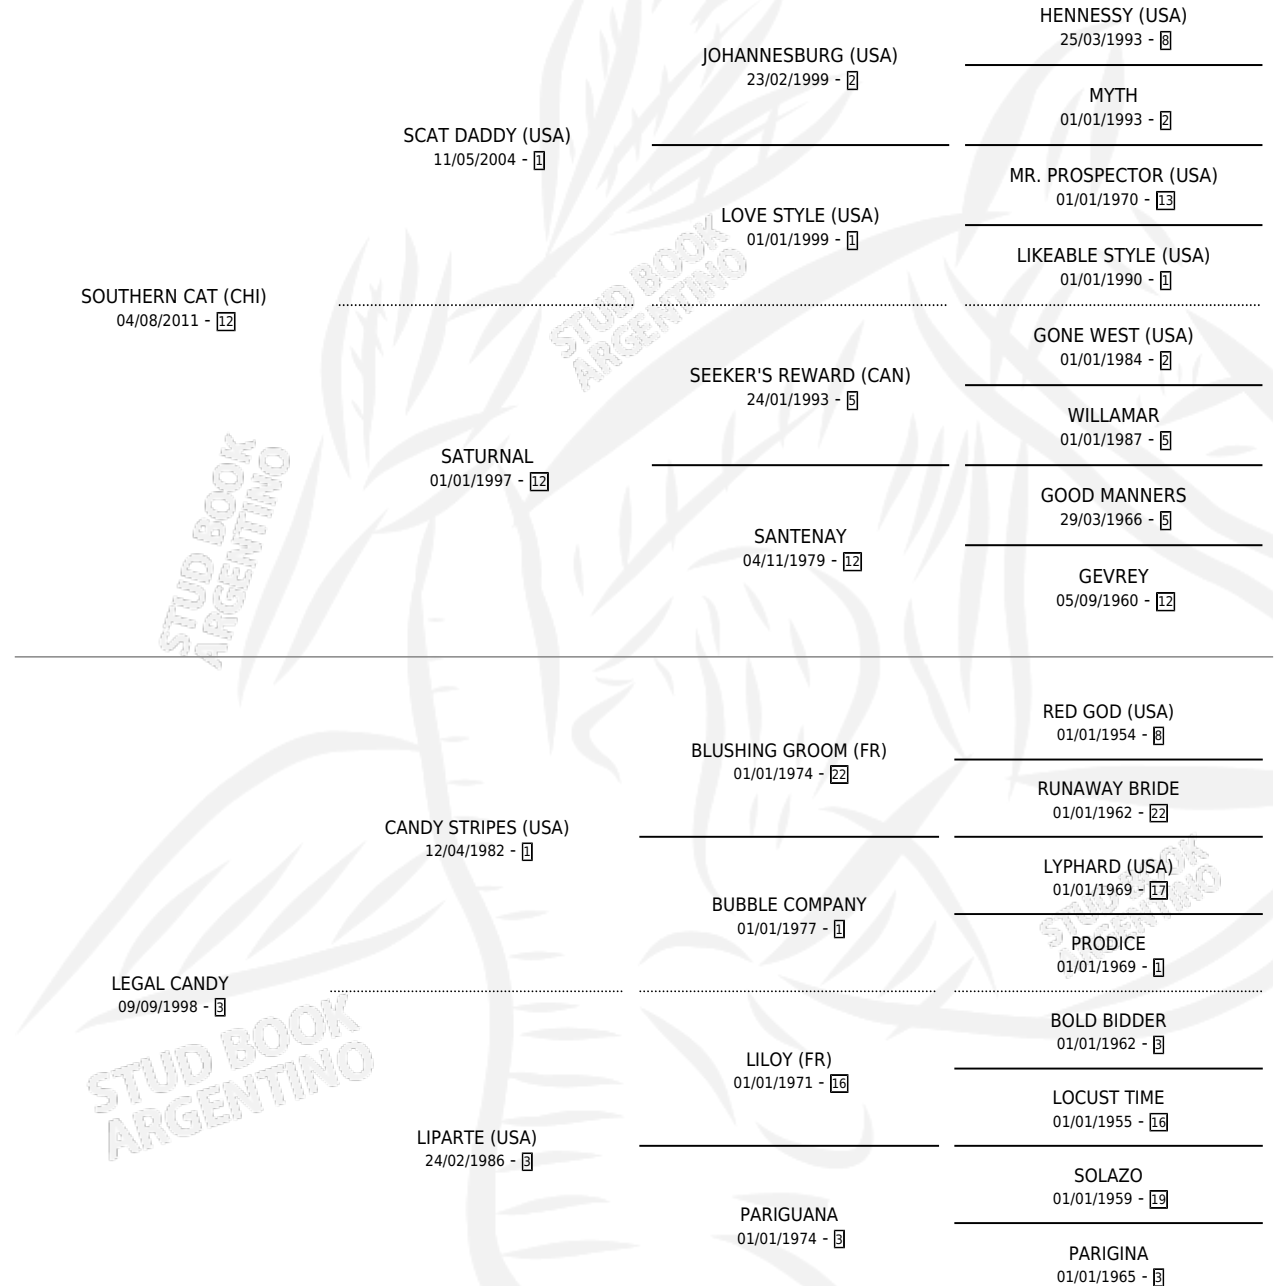 HENNESSY (USA)
25/03/1993 - 8
JOHANNESBURG (USA)
23/02/1999 - 2
MYTH
01/01/1993 - 2
SCAT DADDY (USA)
11/05/2004 - 1
MR. PROSPECTOR (USA)
01/01/1970 - 13
LOVE STYLE (USA)
01/01/1999 - 1
LIKEABLE STYLE (USA)
01/01/1990 - 1
SOUTHERN CAT (CHI)
04/08/2011 - 12
STUD BOOK
ARGENTINO
GONE WEST (USA)
01/01/1984 - 2
SEEKER'S REWARD (CAN)
24/01/1993 - 5
WILLAMAR
01/01/1987 - 5
SATURNAL
01/01/1997 - 12
GOOD MANNERS
29/03/1966 - 5
SANTENAY
04/11/1979 - 12
GEVREY
05/09/1960 - 12
STUD BOOK
ARGENTINO
RED GOD (USA)
01/01/1954 - 8
BLUSHING GROOM (FR)
01/01/1974 - 22
RUNAWAY BRIDE
01/01/1962 - 22
CANDY STRIPES (USA)
12/04/1982 - 1
LYPHARD (USA)
01/01/1969 - 17
BUBBLE COMPANY
01/01/1977 - 1
STUD BOOK
ARGENTINO
PRODICE
01/01/1969 - 1
LEGAL CANDY
09/09/1998 - 3
BOLD BIDDER
01/01/1962 - 3
LILOY (FR)
01/01/1971 - 16
STUD BOOK
ARGENTINO
LOCUST TIME
01/01/1955 - 16
LIPARTE (USA)
24/02/1986 - 3
SOLAZO
01/01/1959 - 19
PARIGUANA
01/01/1974 - 3
PARIGINA
01/01/1965 - 3